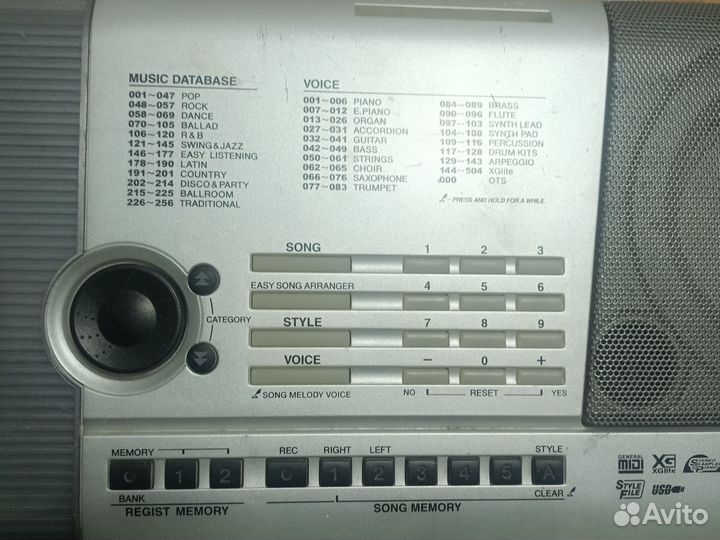 MUSIC DATABASE
001~047 POP
048~057 ROCK
058~069 DANCE
070~105 BALLAD
106~120 R & B
121~145 SWING&JAZZ
146~177 EASY LISTENING
178~190 LATIN
191~201 COUNTRY
202~214 DISCO & PARTY
215~225 BALLROOM
226~256 TRADITIONAL
VOICE
001~006 PIANO
007~012 E.PIANO
013~026 ORGAN
027~031 ACCORDION
032~041 GUITAR
042~049 BASS
050~061 STRINGS
062~065 CHOIR
066~076 SAXOPHONE
077~083 TRUMPET
084~089 BRASS
090~096 FLUTE
097~103 SYNTH LEAD
104~108 SYNTH PAD
109~116 PERCUSSION
117~128 DRUM KITS
129~143 ARPEGGIO
144~504 XGlite
000 OTS
–PRESS AND HOLD FOR A WHILE.
SONG 1 2 3
EASY SONG ARRANGER 4 5 6
CATEGORY
STYLE 7 8 9
VOICE – 0 +
SONG MELODY VOICE NO RESET YES
MEMORY REC RIGHT LEFT STYLE
1 2 1 2 3 4 5 A
BANK CLEAR
REGIST MEMORY SONG MEMORY
GENERAL MIDI XG XGlite STEREO SAMPLED PIANO
STYLE FILE USB
Avito